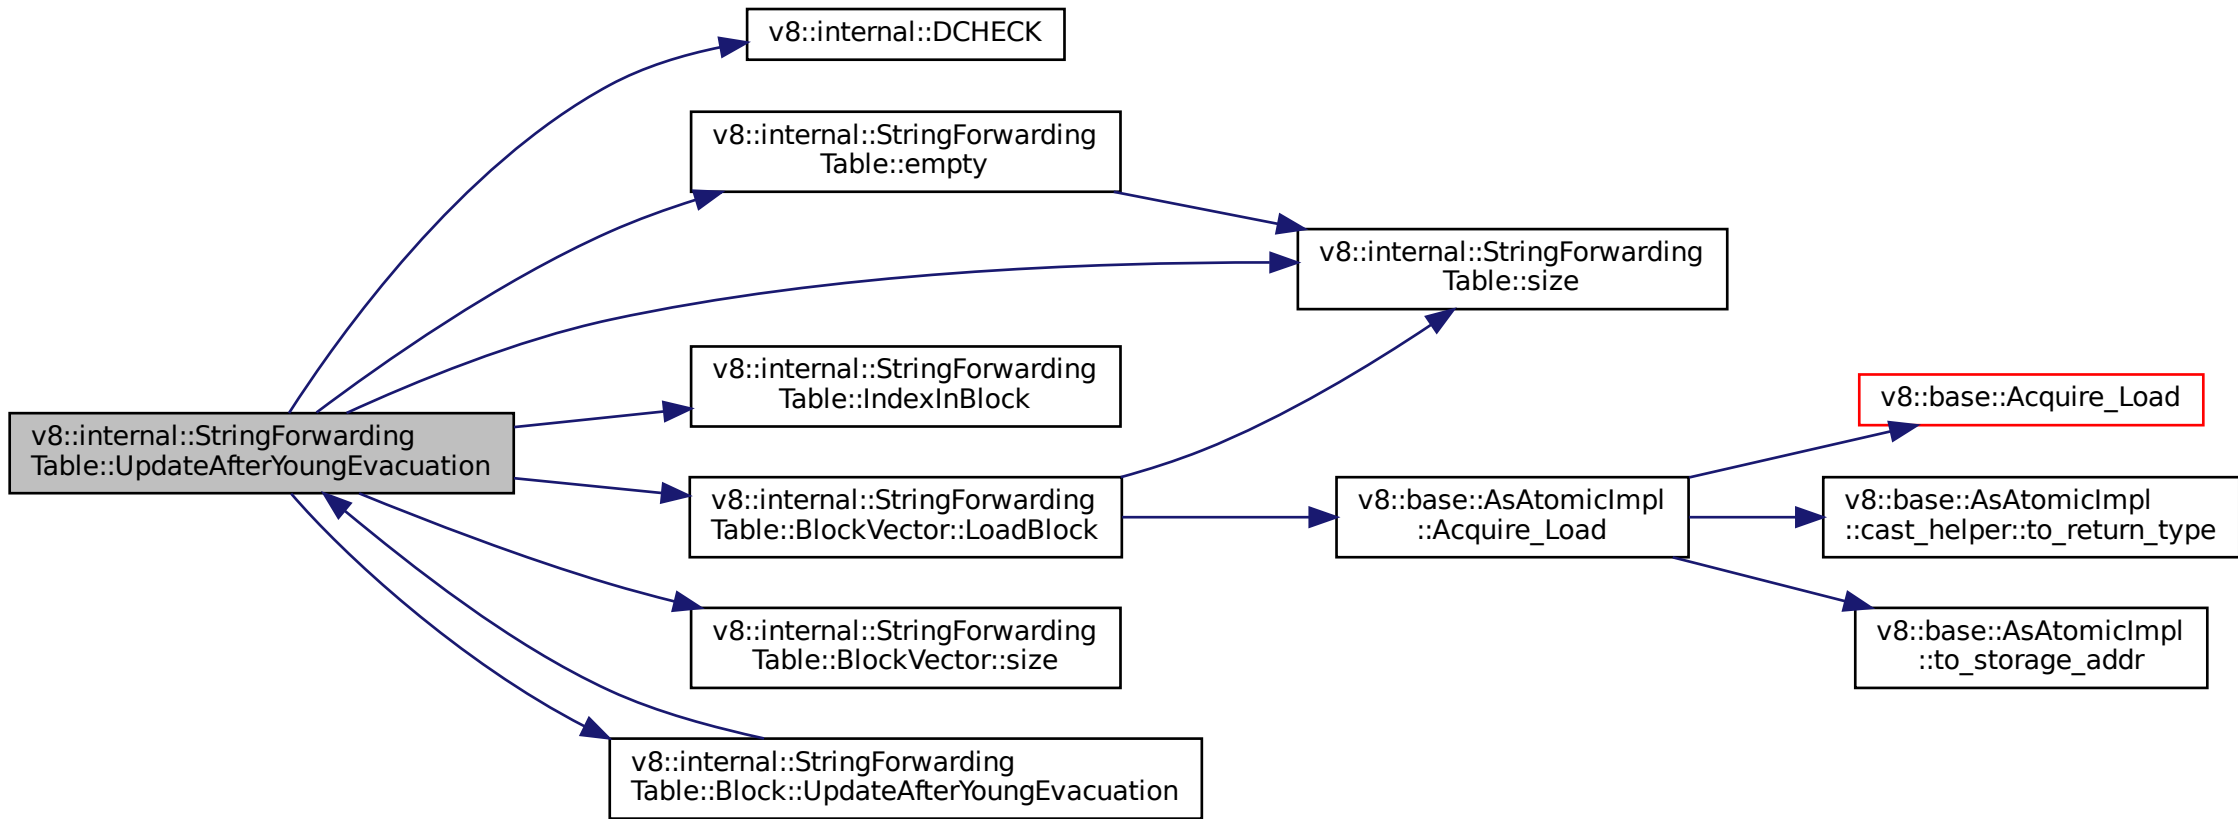 v8::internal::DCHECK
v8::internal::StringForwarding
Table::empty
v8::internal::StringForwarding
Table::size
v8::internal::StringForwarding
Table::IndexInBlock
v8::base::Acquire_Load
v8::internal::StringForwarding
Table::UpdateAfterYoungEvacuation
v8::internal::StringForwarding
Table::BlockVector::LoadBlock
v8::base::AsAtomicImpl
::Acquire_Load
v8::base::AsAtomicImpl
::cast_helper::to_return_type
v8::internal::StringForwarding
Table::BlockVector::size
v8::base::AsAtomicImpl
::to_storage_addr
v8::internal::StringForwarding
Table::Block::UpdateAfterYoungEvacuation